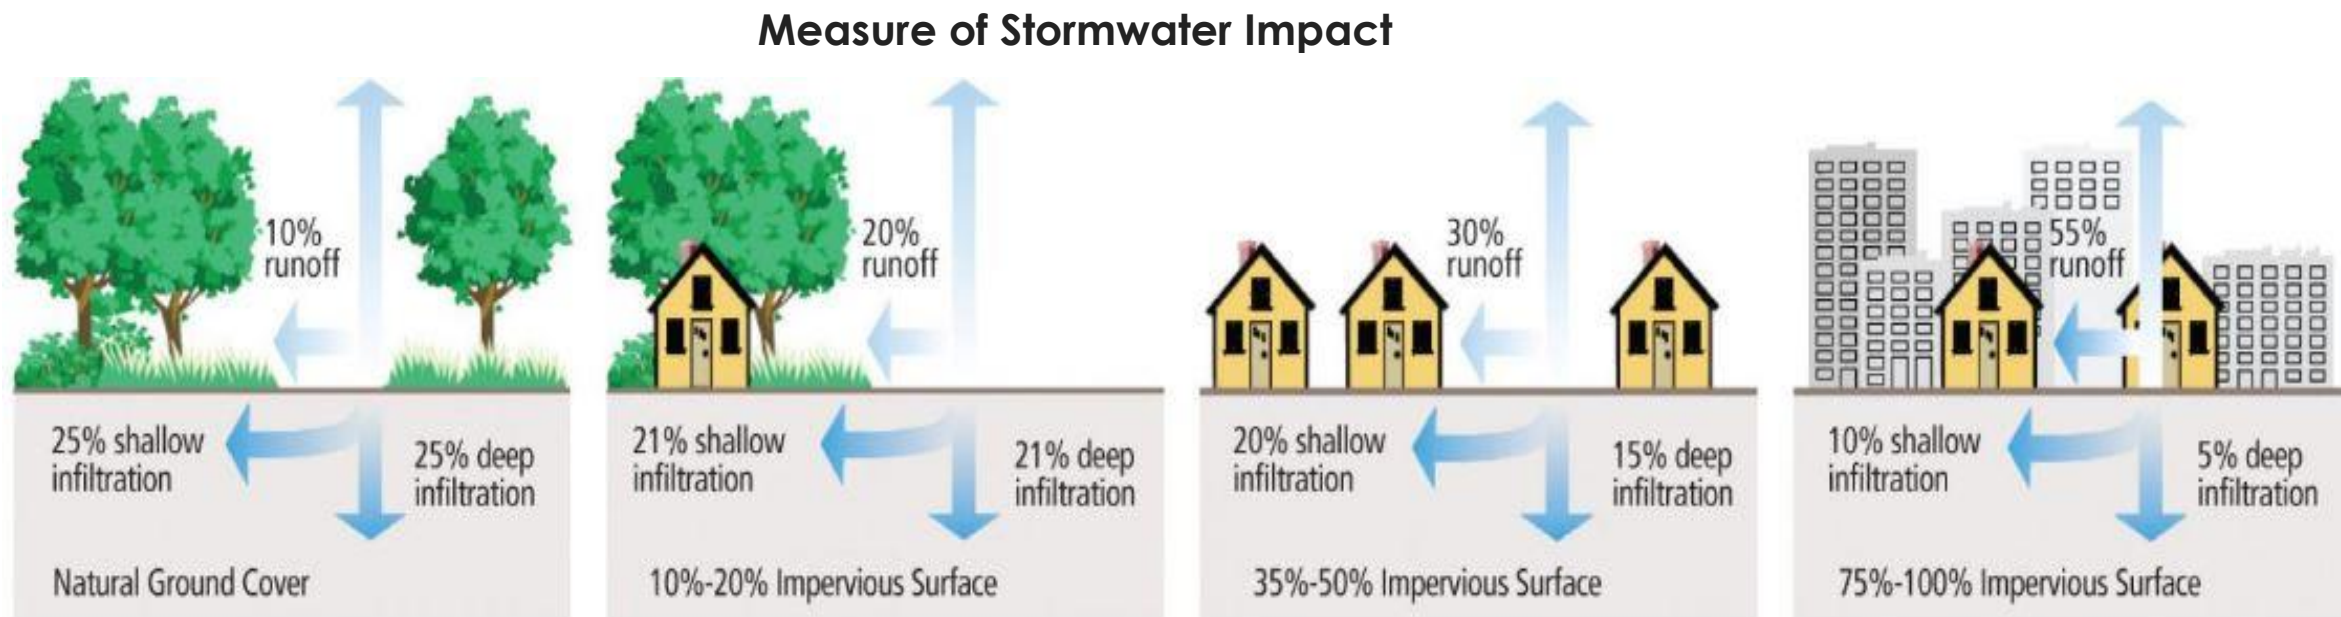 Measure of Stormwater Impact
10%
runoff
25% shallow
infiltration
25% deep
infiltration
Natural Ground Cover
20%
runoff
21% shallow
infiltration
21% deep
infiltration
10%-20% Impervious Surface
30%
runoff
20% shallow
infiltration
15% deep
infiltration
35%-50% Impervious Surface
55%
runoff
10% shallow
infiltration
5% deep
infiltration
75%-100% Impervious Surface